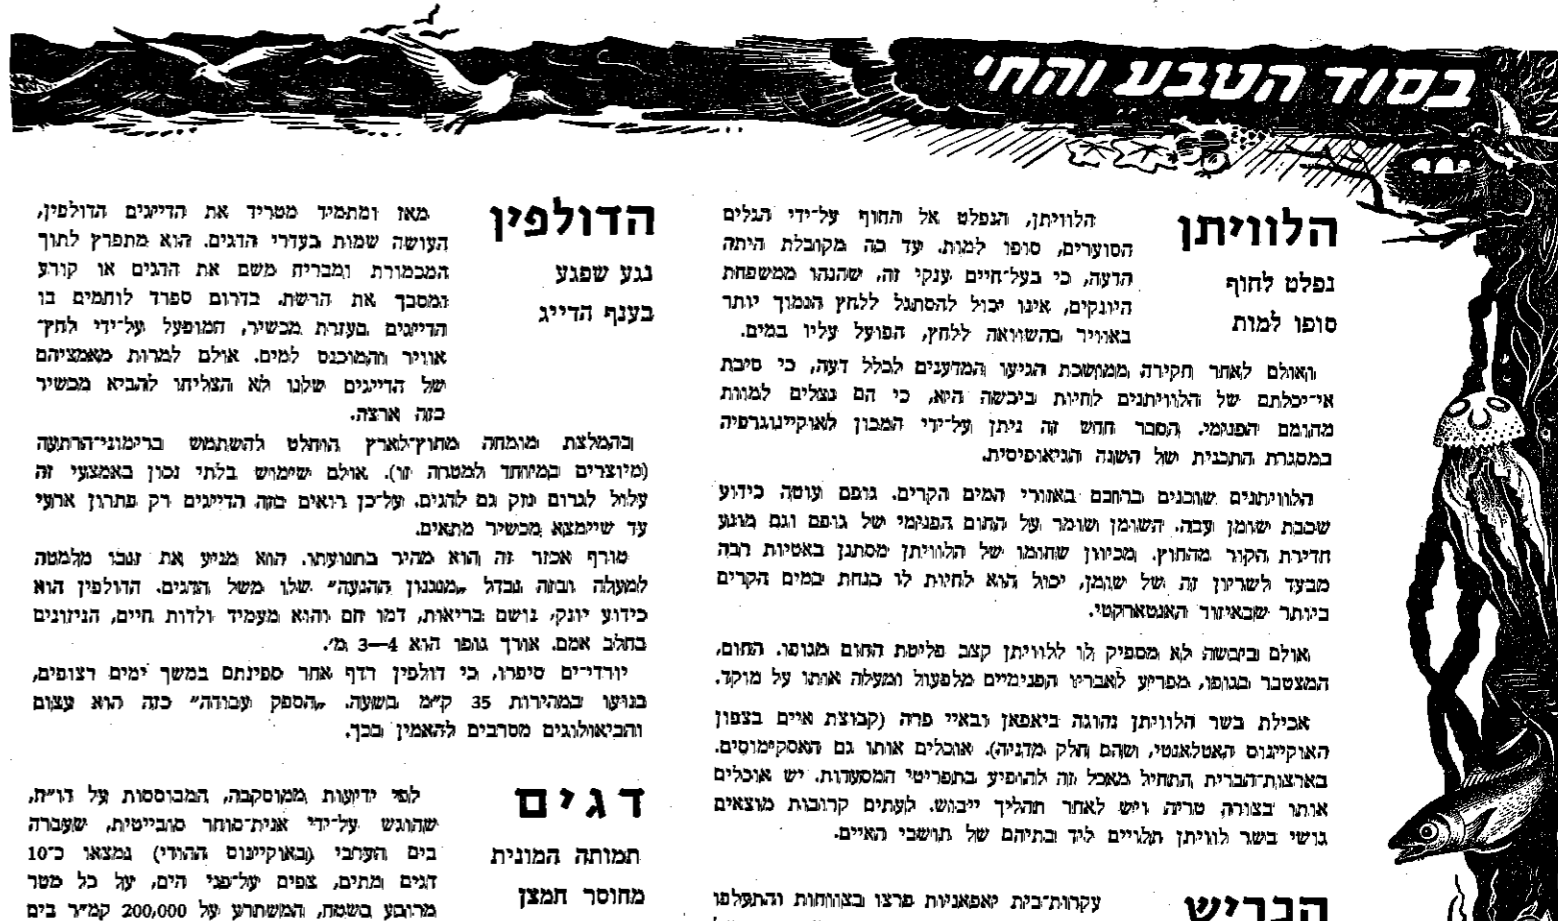 בסוד הטבע והחי
הלוויתן
נפלט לחוף
סופו למות
הלוויתן, הנפלט אל החוף על־ידי הגלים
הסוערים, סופו למות. עד כה מקובלת היתה
הדעה, כי בעל־חיים ענקי זה, שהנהו ממשפחת
היונקים, אינו יכול להסתגל ללחץ הנמוך יותר
באוויר בהשוואה ללחץ, הפועל עליו במים.
ואולם לאחר חקירה ממושכת הגיעו המדענים לכלל דעה, כי סיבת
אי־יכלתם של הלוויתנים לחיות ביבשה היא, כי הם נצלים למוות
מהומם הפנימי. הסבר חדש זה ניתן על־ידי המכון לאוקיינוגרפיה
במסגרת התכנית של השנה הגיאופיסית.
הלוויתנים שוכנים ברחבם באזורי המים הקרים. גופם עוטה כידוע
שכבת שומן עבה. השומן שומר על החום הפנימי של גופם וגם מונע
חדירת הקור מהחוץ. מכיוון שחומו של הלוויתן מסתנן באטיות רבה
מבעד לשריון זה של שומן, יכול הוא לחיות לו בנחת במים הקרים
ביותר שבאיזור האנטארקטי.
אולם ביבשה לא מספיק לו ללוויתן קצב פליטת החום מגופו. החום,
המצטבר בגופו, מפריע לאבריו הפנימיים מלפעול ומעלה אותו על מוקד.
אכילת בשר הלוויתן נהוגה ביאפאן ובאיי פרה (קבוצת איים בצפון
האוקיינוס האטלאנטי, ושהם חלק מדניה). אוכלים אותו גם האסקימוסים.
בארצות־הברית התחיל מאכל זה להופיע בתפריטי המסעדות. יש אוכלים
אותו בצורה טריה ויש לאחר תהליך ייבוש. לעתים קרובות מוצאים
גושי בשר לוויתן תלויים ליד בתיהם של תושבי האיים.
הכריש
עקרות־בית יאפאניות פרצו בצווחות והתעלפו
הדולפין
נגע שפגע
בענף הדייג
מאז ומתמיד מטריד את הדייגים הדולפין,
העושה שמות בעדרי הדגים. הוא מתפרץ לתוך
המכמורת ומבריח משם את הדגים או קורע
ומסבך את הרשת. בדרום ספרד לוחמים בו
הדייגים בעזרת מכשיר, המופעל על־ידי לחץ־
אוויר והמוכנס למים. אולם למרות מאמציהם
של הדייגים שלנו לא הצליחו להביא מכשיר
כזה ארצה.
בהמלצת מומחה מחוץ־לארץ הוחלט להשתמש ברימוני־הרתעה
(מיוצרים במיוחד למטרה זו). אולם שימוש בלתי נכון באמצעי זה
עלול לגרום נזק גם לדגים. על־כן רואים בזה הדייגים רק פתרון ארעי
עד שיימצא מכשיר מתאים.
טורף אכזר זה הוא מהיר בתנועתו. הוא מניע את זנבו מלמטה
למעלה ובזה נבדל „מנגנון ההנעה” שלו משל הדגים. הדולפין הוא
כידוע יונק, נושם בריאות, דמו חם והוא מעמיד ולדות חיים, הניזונים
בחלב אמם. אורך גופו הוא 3—4 מ׳.
יורדי־ים סיפרו, כי דולפין רדף אחר ספינתם במשך ימים רצופים,
בנועו במהירות 35 ק״מ בשעה. „הספק עבודה” כזה הוא עצום
והביאולוגים מסרבים להאמין בכך.
דגים
תמותה המונית
מחוסר חמצן
לפי ידיעות ממוסקבה, המבוססות על דו״ח,
שהוגש על־ידי אנית־סוחר סובייטית, שעברה
בים הערבי (באוקיינוס ההודי) נמצאו כ־10
דגים מתים, צפים על־פני הים, על כל מטר
מרובע בשטח, המשתרע על 200,000 קמ״ר בים